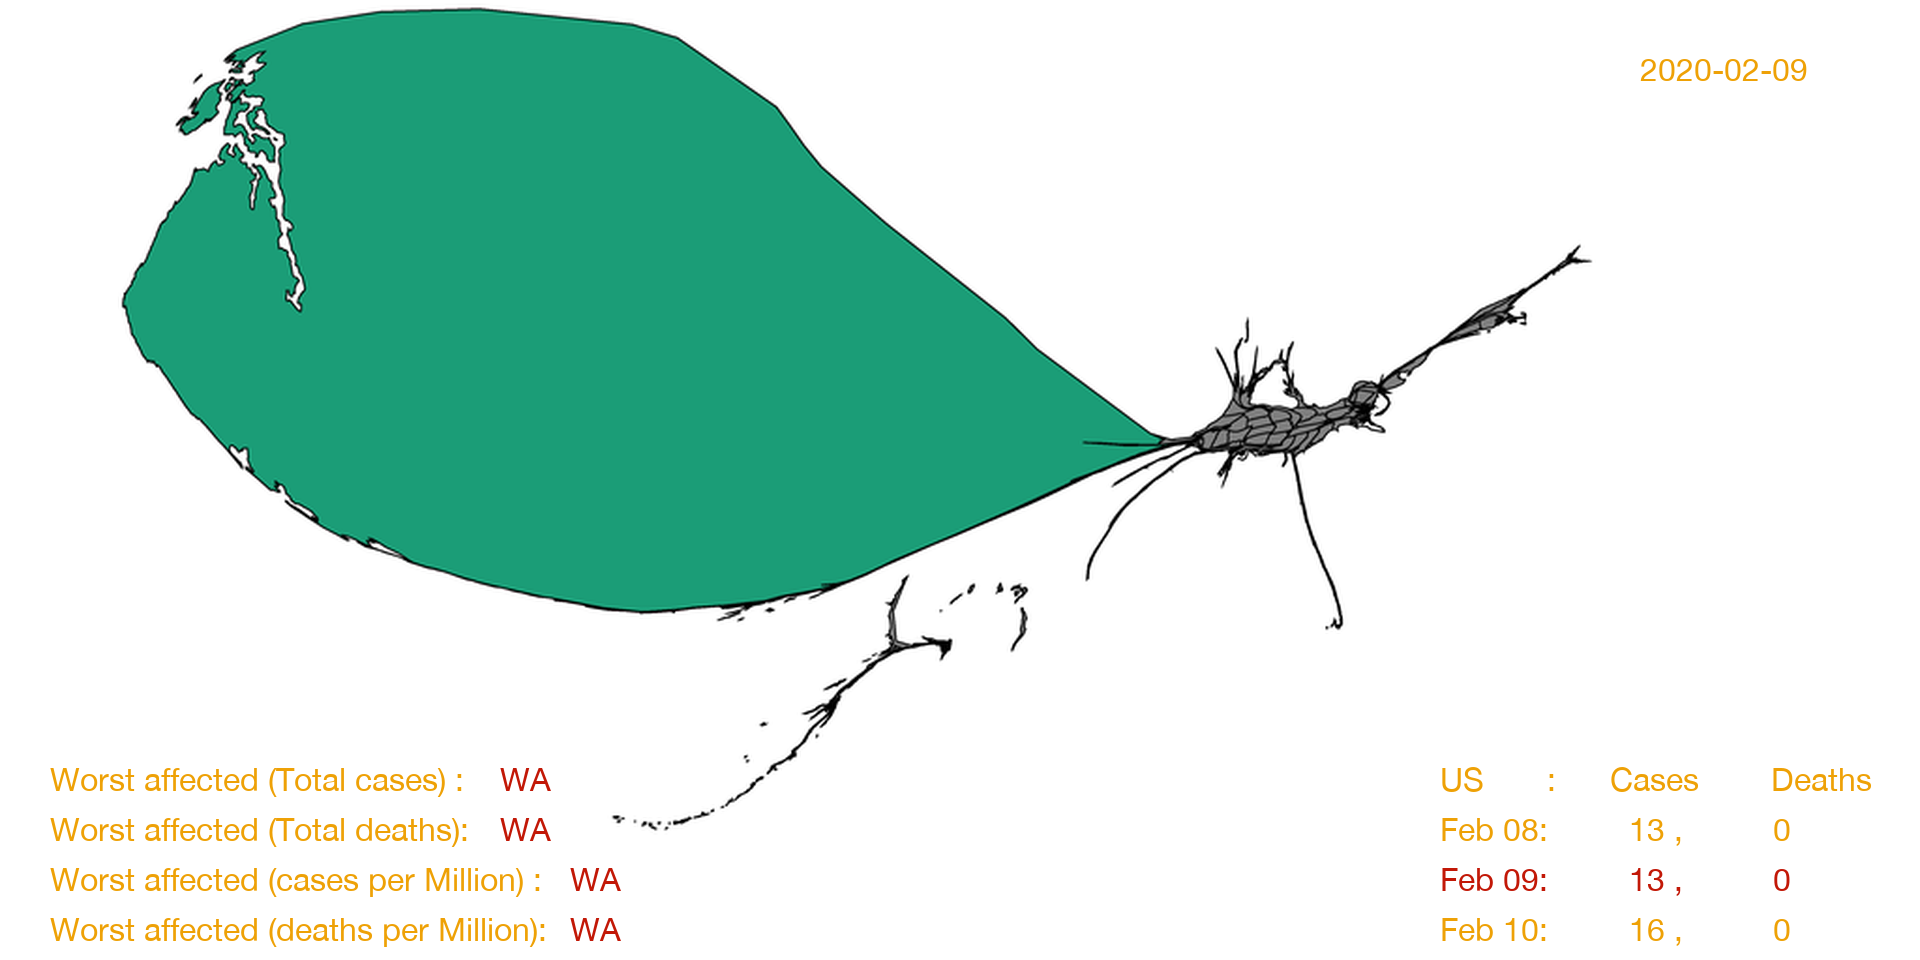 2020-02-09
Worst affected (Total cases) : WA
Worst affected (Total deaths): WA
Worst affected (cases per Million) : WA
Worst affected (deaths per Million): WA
US : Cases Deaths
Feb 08: 13 , 0
Feb 09: 13 , 0
Feb 10: 16 , 0